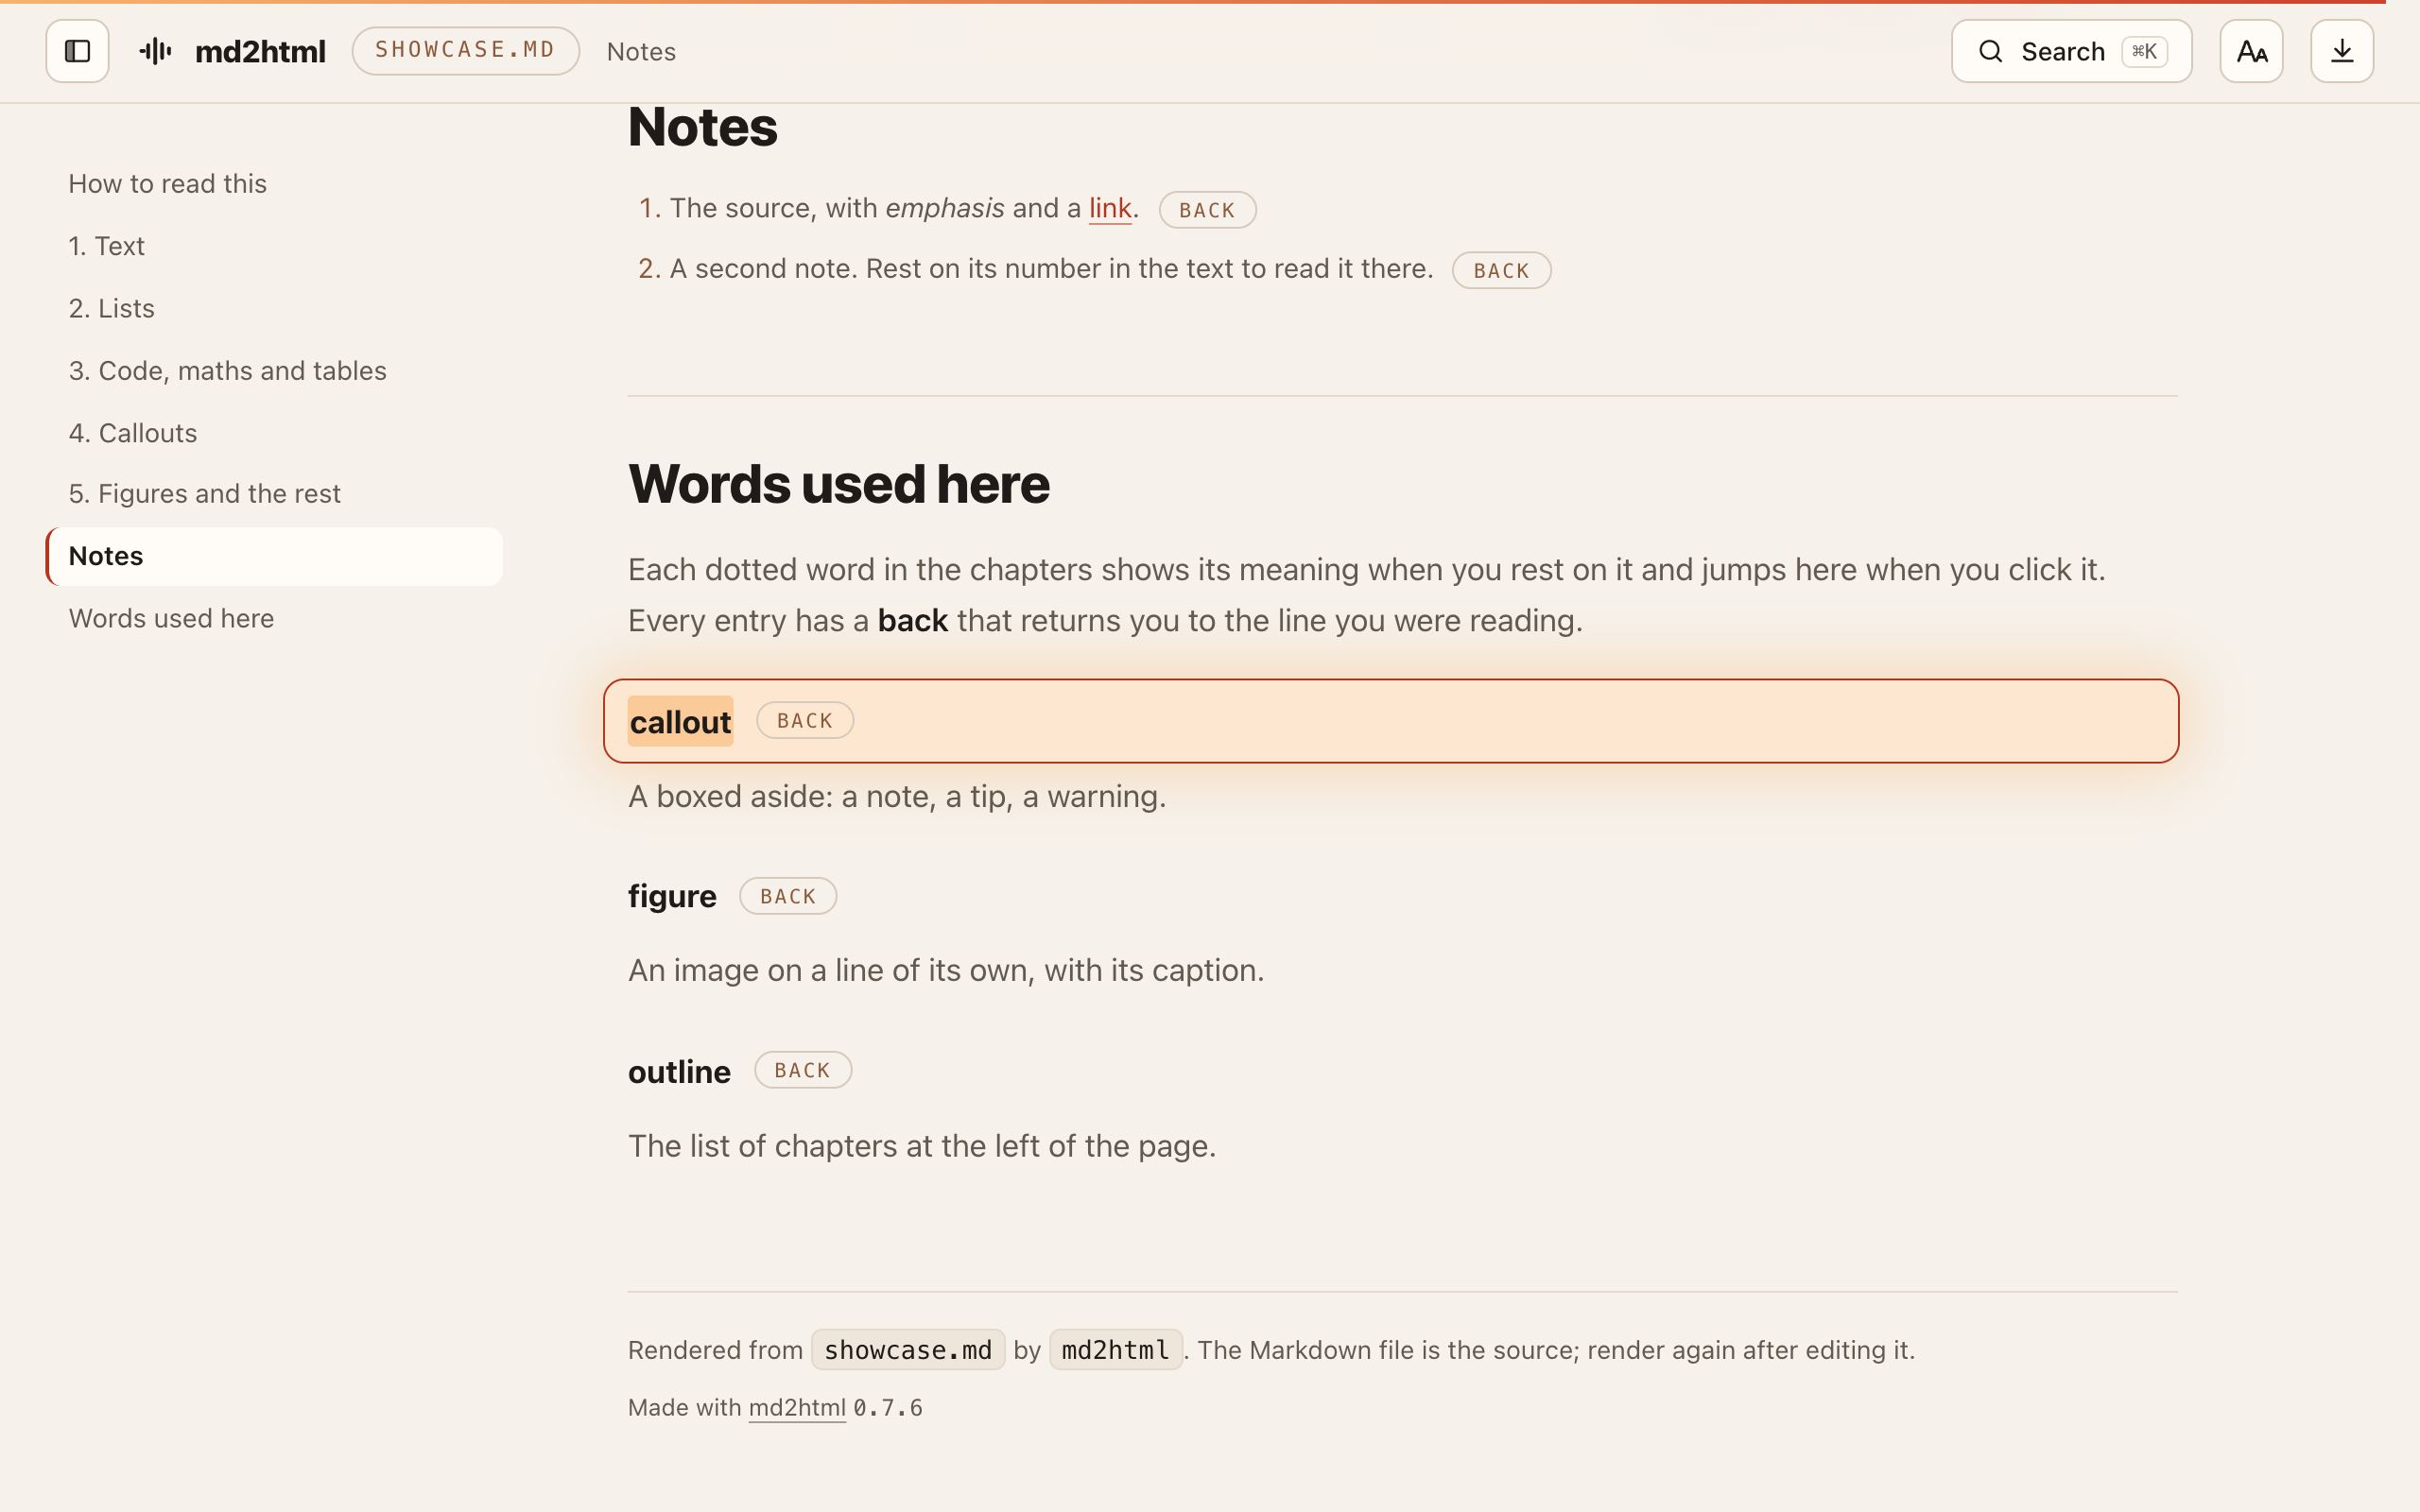 md2html
SHOWCASE.MD
Notes
Search ⌘K
AA
How to read this
1. Text
2. Lists
3. Code, maths and tables
4. Callouts
5. Figures and the rest
Notes
Words used here
Notes
1. The source, with emphasis and a link. BACK
2. A second note. Rest on its number in the text to read it there. BACK
Words used here
Each dotted word in the chapters shows its meaning when you rest on it and jumps here when you click it.
Every entry has a back that returns you to the line you were reading.
callout BACK
A boxed aside: a note, a tip, a warning.
figure BACK
An image on a line of its own, with its caption.
outline BACK
The list of chapters at the left of the page.
Rendered from showcase.md by md2html. The Markdown file is the source; render again after editing it.
Made with md2html 0.7.6